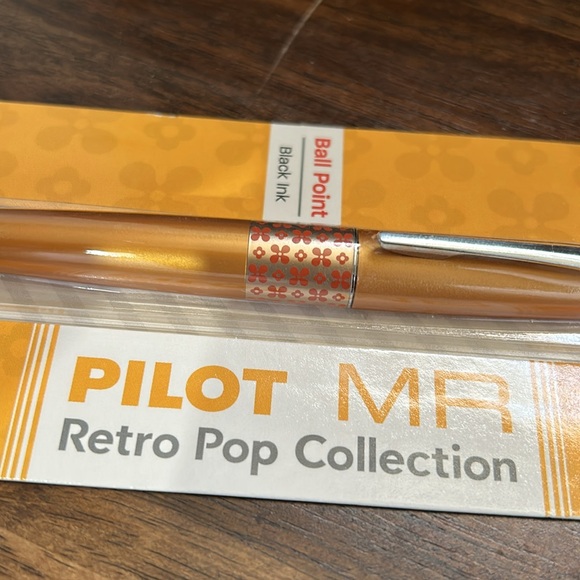 Ball Point
Black Ink
PILOT MR
Retro Pop Collection